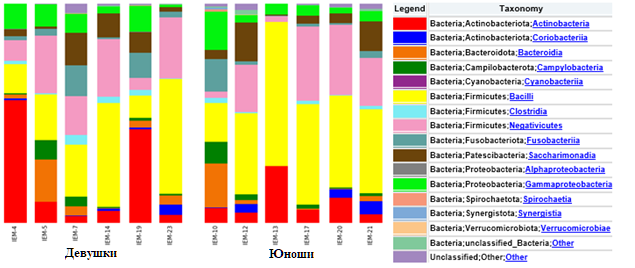 Legend Taxonomy
Bacteria;Actinobacteriota;Actinobacteria
Bacteria;Actinobacteriota;Coriobacteriia
Bacteria;Bacteroidota;Bacteroidia
Bacteria;Campilobacterota;Campylobacteria
Bacteria;Cyanobacteria;Cyanobacteriia
Bacteria;Firmicutes;Bacilli
Bacteria;Firmicutes;Clostridia
Bacteria;Firmicutes;Negativicutes
Bacteria;Fusobacteriota;Fusobacteriia
Bacteria;Patescibacteria;Saccharimonadia
Bacteria;Proteobacteria;Alphaproteobacteria
Bacteria;Proteobacteria;Gammaproteobacteria
Bacteria;Spirochaetota;Spirochaetia
Bacteria;Synergistota;Synergistia
Bacteria;Verrucomicrobiota;Verrucomicrobiae
Bacteria;unclassified_Bacteria;Other
Unclassified;Other;Other
IEM-4 IEM-5 IEM-7 IEM-14 IEM-19 IEM-23 IEM-10 IEM-12 IEM-13 IEM-17 IEM-20 IEM-21
Девушки Юноши